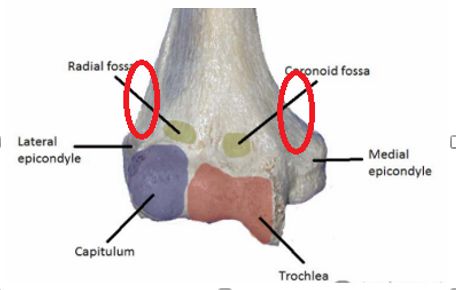 Radial fossa
Coronoid fossa
Lateral
epicondyle
Medial
epicondyle
Capitulum
Trochlea